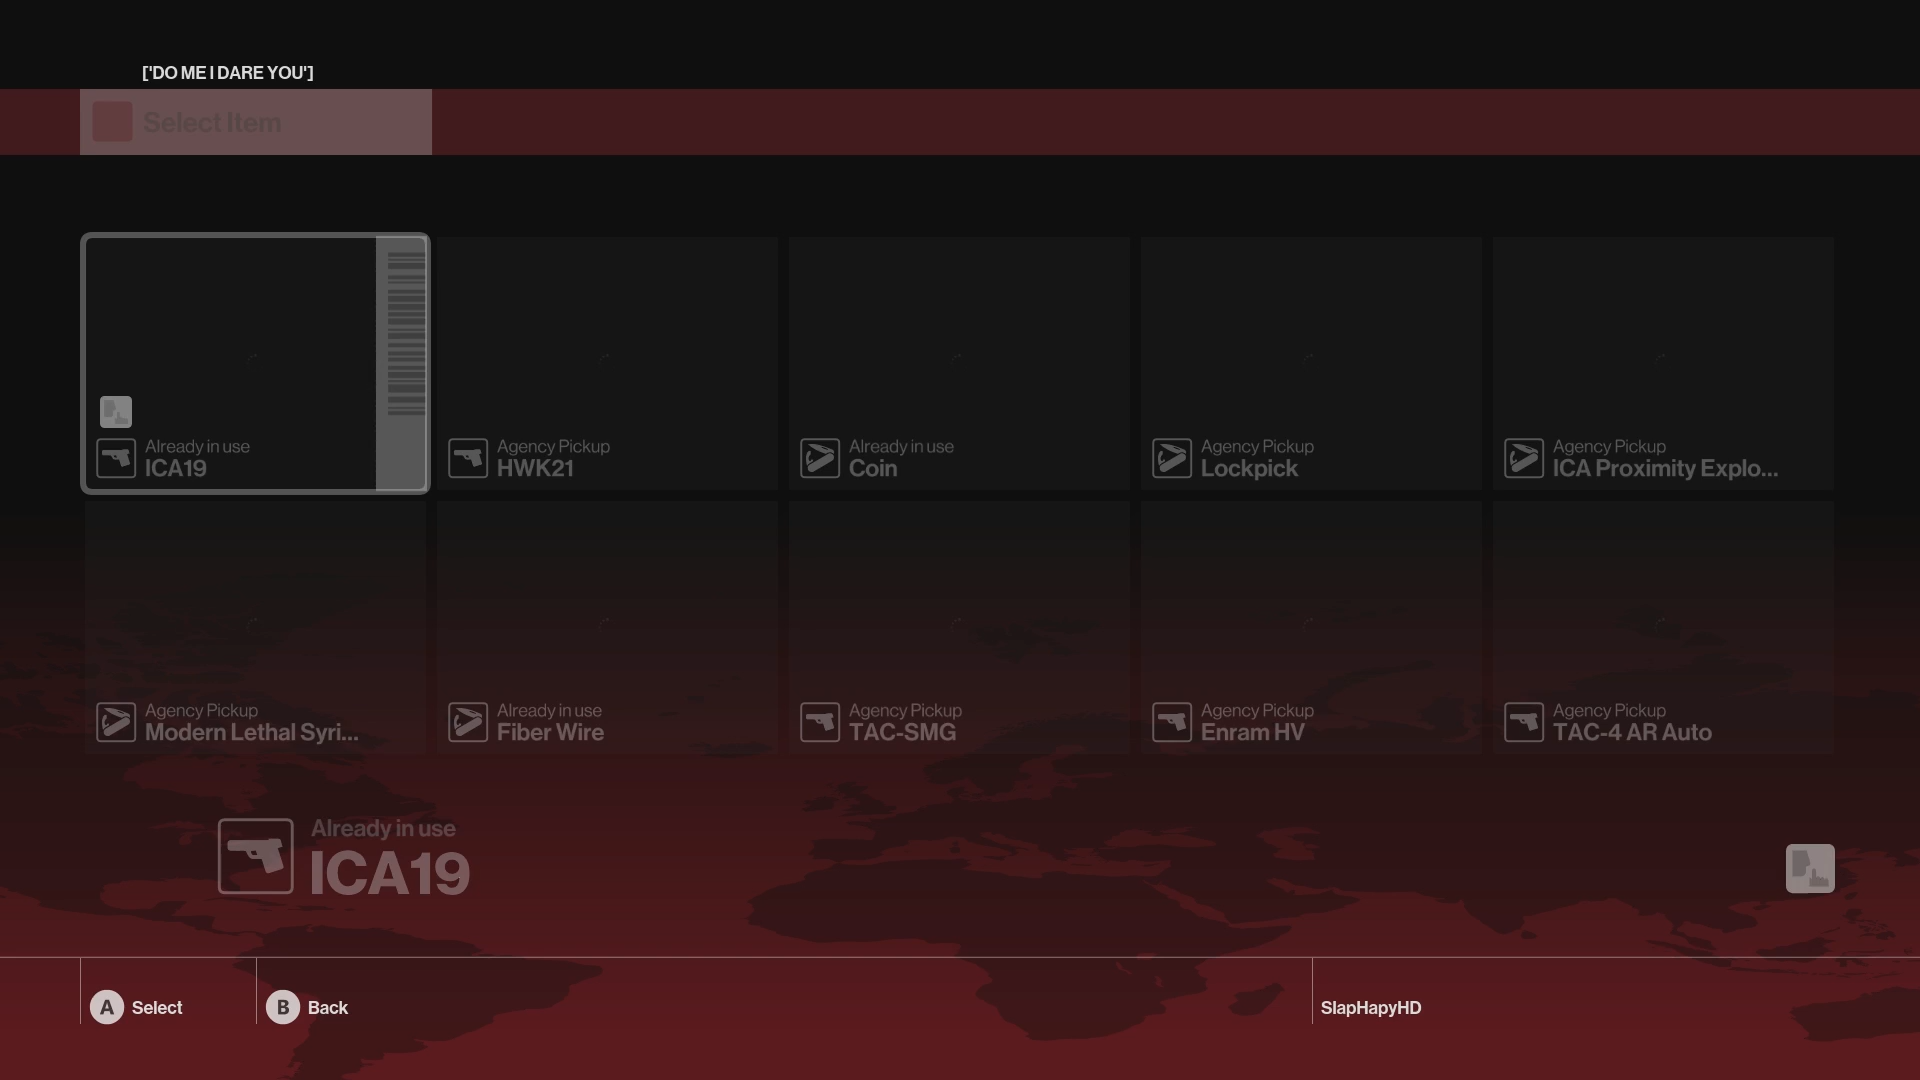 ['DO ME I DARE YOU']
Select Item
Already in use
ICA19
Agency Pickup
HWK21
Already in use
Coin
Agency Pickup
Lockpick
Agency Pickup
ICA Proximity Explo...
Agency Pickup
Modern Lethal Syri...
Already in use
Fiber Wire
Agency Pickup
TAC-SMG
Agency Pickup
Enram HV
Agency Pickup
TAC-4 AR Auto
Already in use
ICA19
A Select
B Back
SlapHapyHD